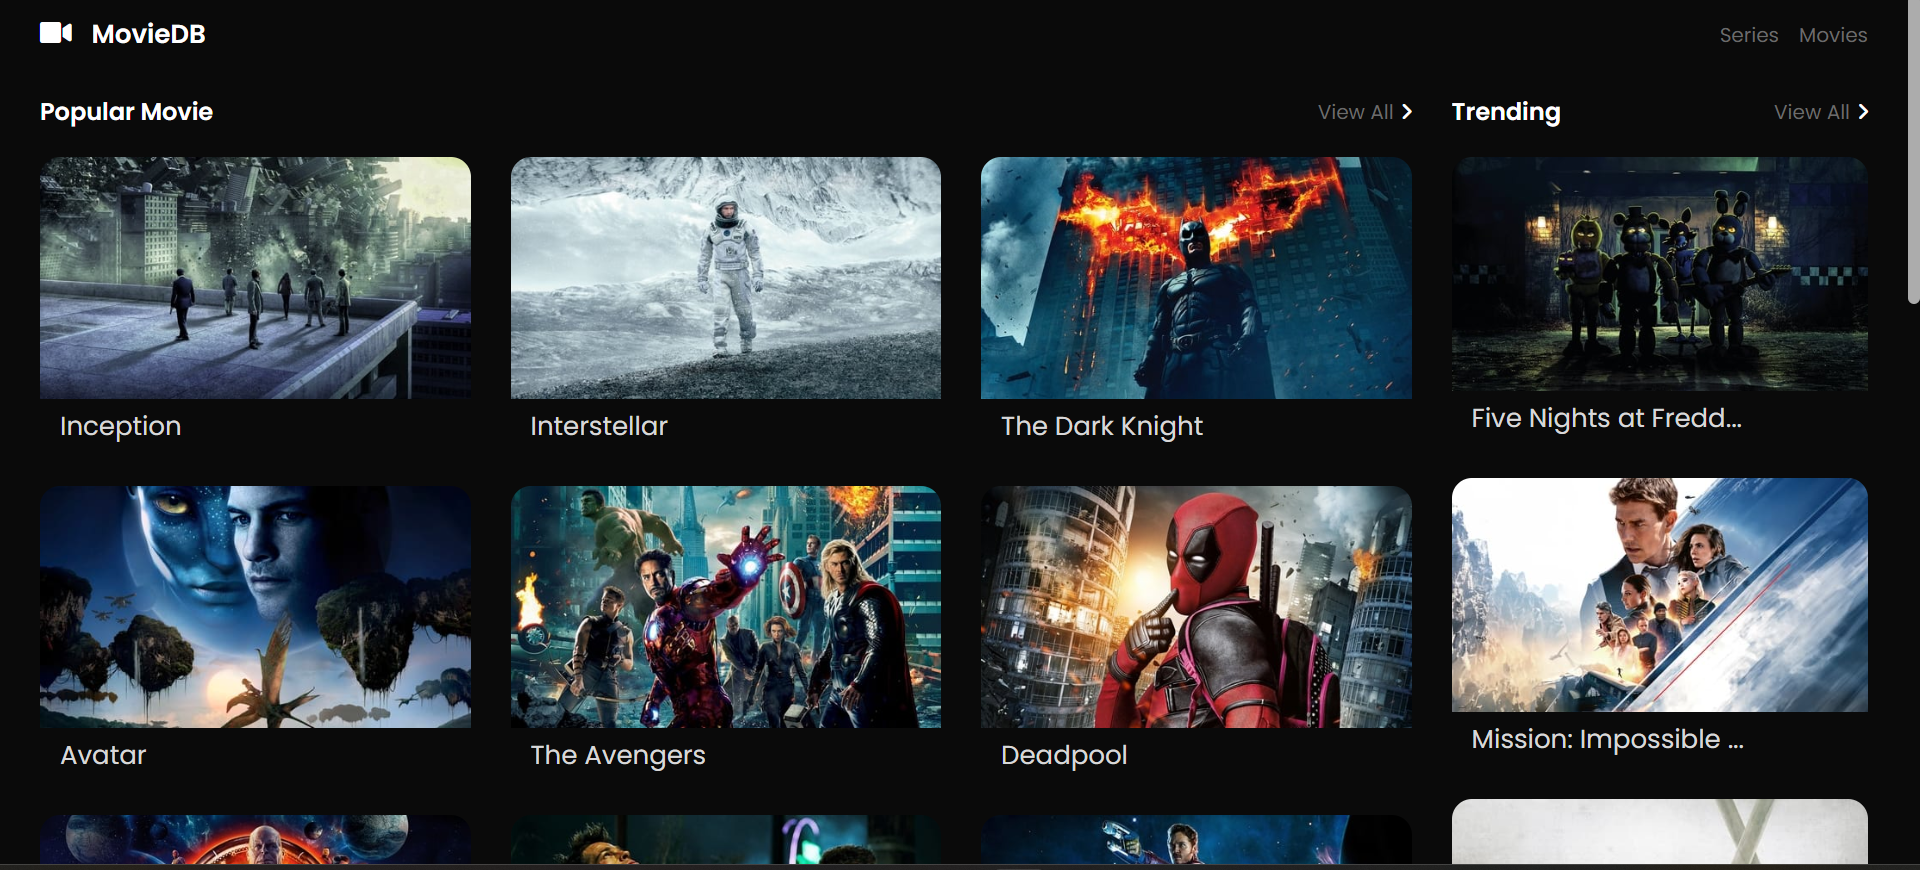 MovieDB
Series Movies
Popular Movie
View All
Trending
View All
Inception
Interstellar
The Dark Knight
Five Nights at Fredd...
Avatar
The Avengers
Deadpool
Mission: Impossible ...